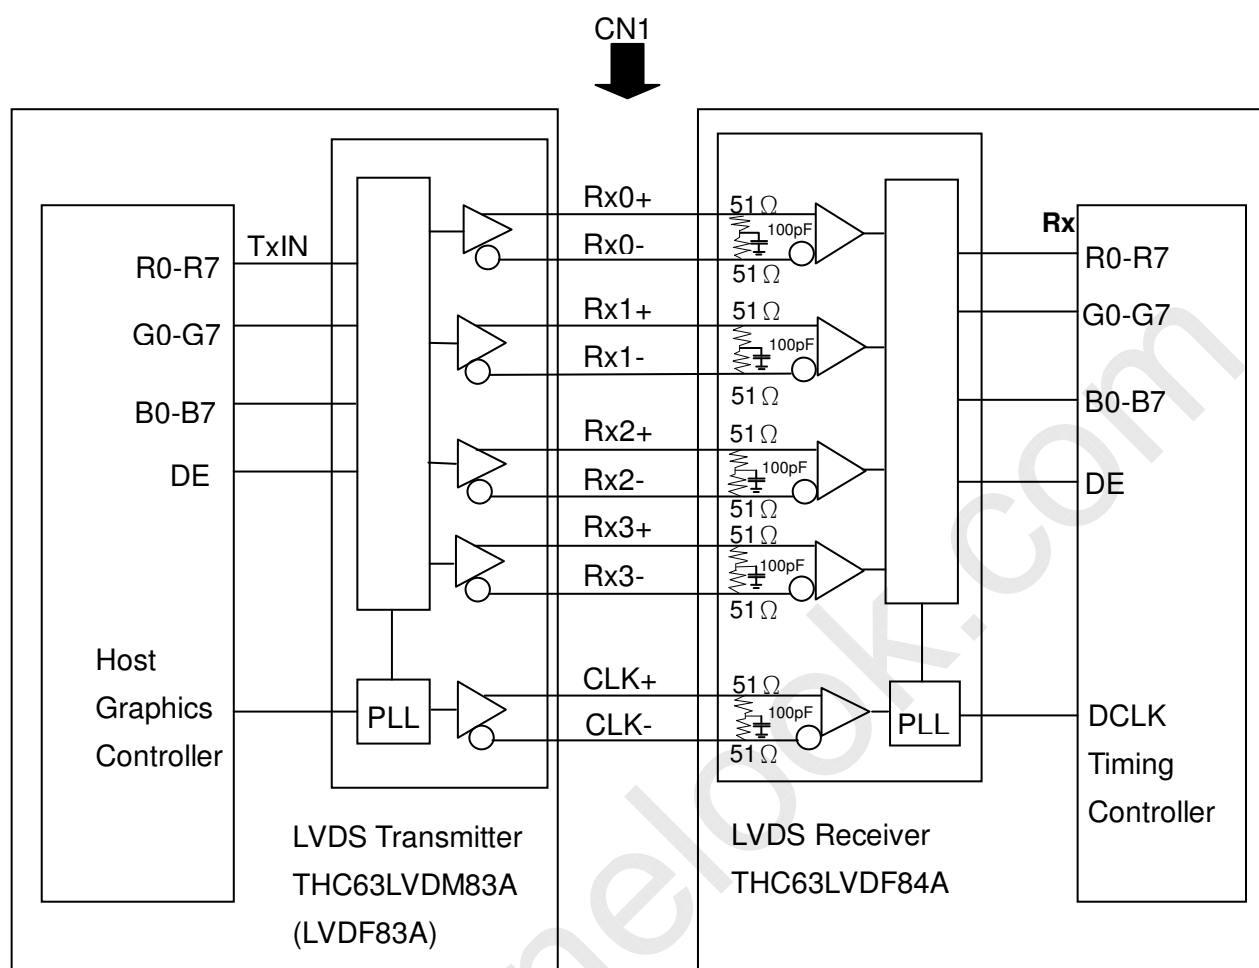 CN1
Rx0+
Rx0-
Rx1+
Rx1-
Rx2+
Rx2-
Rx3+
Rx3-
CLK+
CLK-
TxIN
R0-R7
G0-G7
B0-B7
DE
Host
Graphics
Controller
PLL
LVDS Transmitter
THC63LVDM83A
(LVDF83A)
51Ω
100pF
51Ω
51Ω
100pF
51Ω
51Ω
100pF
51Ω
51Ω
100pF
51Ω
51Ω
100pF
51Ω
PLL
LVDS Receiver
THC63LVDF84A
Rx
R0-R7
G0-G7
B0-B7
DE
DCLK
Timing
Controller
nelook.com